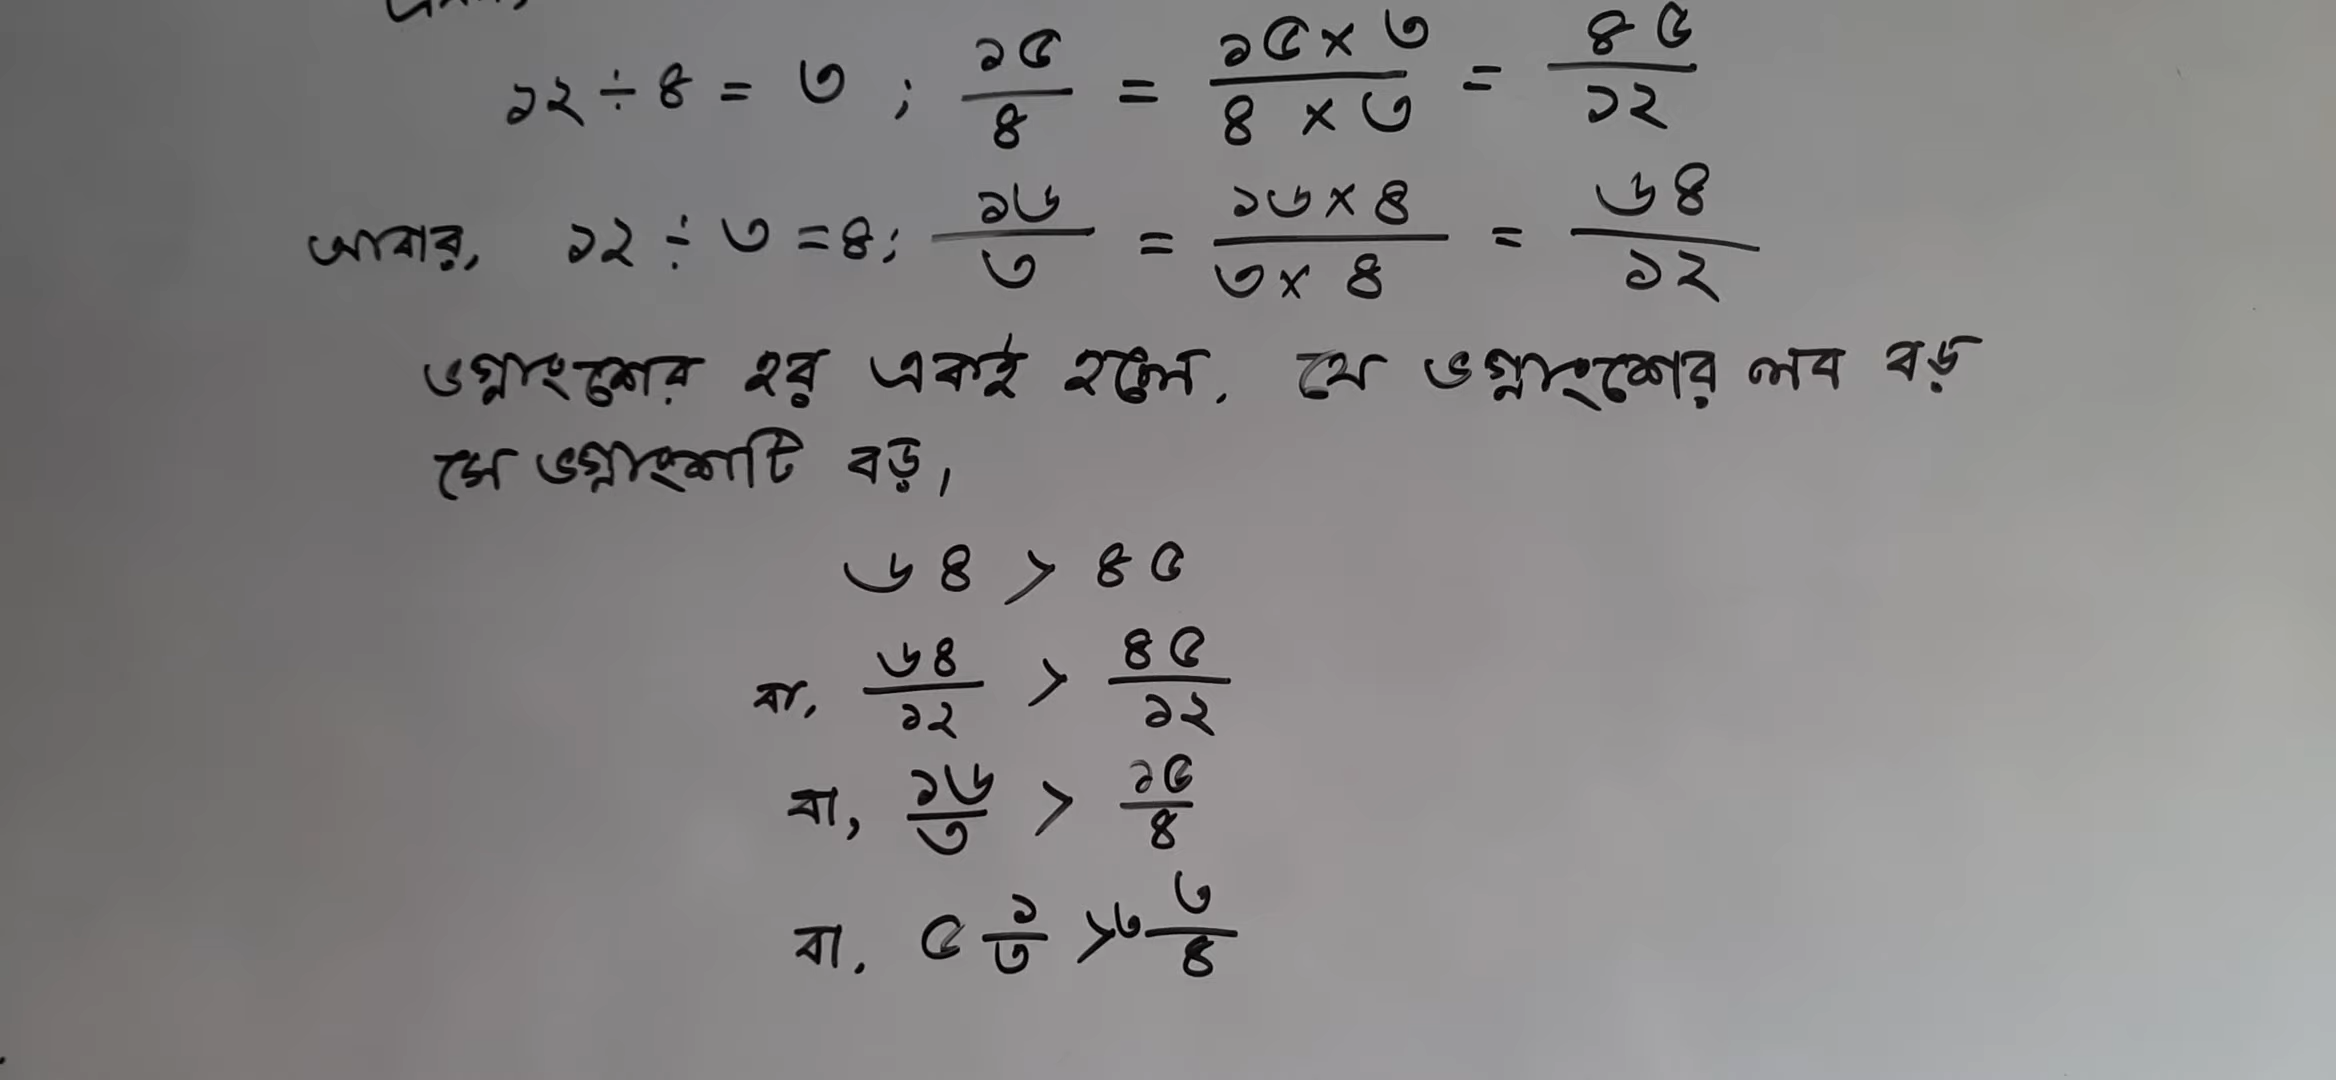 ১২ ÷ ৪ = ৩ ; ১৫/৪ = ১৫ × ৩/৪ × ৩ = ৪৫/১২
আবার, ১২ ÷ ৩ = ৪; ১৬/৩ = ১৬ × ৪/৩ × ৪ = ৬৪/১২
ভগ্নাংশের হর একই হলে, যে ভগ্নাংশের লব বড়
সে ভগ্নাংশটি বড়,
৬৪ > ৪৫
বা, ৬৪/১২ > ৪৫/১২
বা, ১৬/৩ > ১৫/৪
বা, ৫ ১/৩ > ৩ ৩/৪